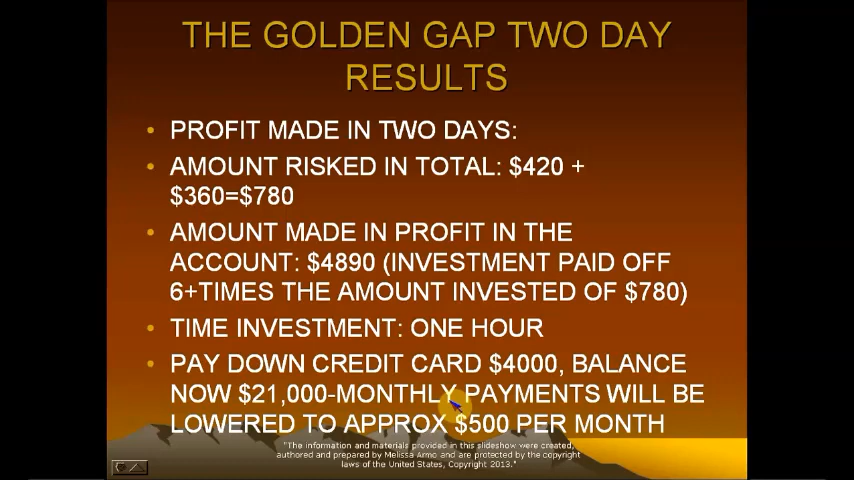 THE GOLDEN GAP TWO DAY
RESULTS
• PROFIT MADE IN TWO DAYS:
• AMOUNT RISKED IN TOTAL: $420 +
$360=$780
• AMOUNT MADE IN PROFIT IN THE
ACCOUNT: $4890 (INVESTMENT PAID OFF
6+TIMES THE AMOUNT INVESTED OF $780)
• TIME INVESTMENT: ONE HOUR
• PAY DOWN CREDIT CARD $4000, BALANCE
NOW $21,000-MONTHLY PAYMENTS WILL BE
LOWERED TO APPROX $500 PER MONTH
"The information and materials provided in this slideshow were created,
authored and prepared by Melissa Armo and are protected by the copyright
laws of the United States, Copyright 2013."